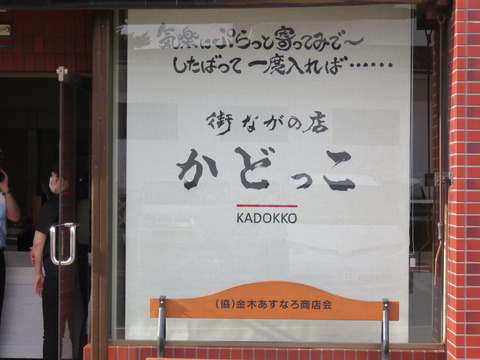 気楽にぷらっと寄ってみで～
したばって一度入れば……
街ながの店
かどっこ
KADOKKO
(協)金木あすなろ商店会